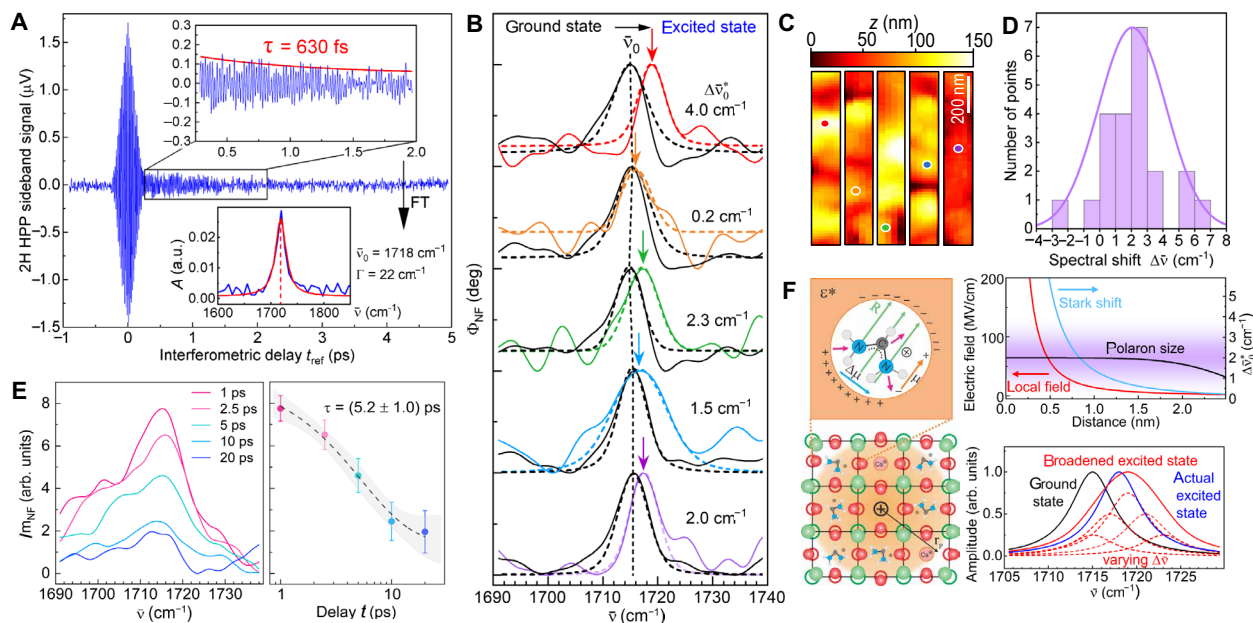 A
2H HPP sideband signal (μV)
1.5
1.0
0.5
0.0
−0.5
−1.0
−1.5
−1
0
1
2
3
4
5
Interferometric delay t_ref (ps)
0.3
0.2
0.1
0.0
−0.1
−0.2
−0.3
τ = 630 fs
0.5
1.0
1.5
2.0
FT
A (a.u.)
0.02
0.01
0.00
1600
1700
1800
ν̄ (cm⁻¹)
ν̄₀ = 1718 cm⁻¹
Γ = 22 cm⁻¹
B
Ground state
Excited state
ν̄₀
Δν̄₀*
4.0 cm⁻¹
0.2 cm⁻¹
2.3 cm⁻¹
1.5 cm⁻¹
2.0 cm⁻¹
Φ_NF (deg)
1690
1700
1710
1720
1730
1740
ν̄ (cm⁻¹)
C
z (nm)
0
50
100
150
200 nm
D
Number of points
7
6
5
4
3
2
1
0
−4
−3
−2
−1
0
1
2
3
4
5
6
7
8
Spectral shift Δν̄ (cm⁻¹)
E
Im_NF (arb. units)
8
6
4
2
0
1 ps
2.5 ps
5 ps
10 ps
20 ps
1690
1700
1710
1720
1730
ν̄ (cm⁻¹)
τ = (5.2 ± 1.0) ps
1
10
Delay t (ps)
F
ε*
R
N
C
N
Δμ
μ
Cs⁺
Cs⁺
r_p
Electric field (MV/cm)
200
150
100
50
0
Stark shift
Polaron size
Local field
5
4
3
2
1
0
Δν̄₀* (cm⁻¹)
0.0
0.5
1.0
1.5
2.0
Distance (nm)
Amplitude (arb. units)
1.0
0.5
0.0
Broadened excited state
Ground
state
Actual
excited
state
varying Δν̄
1705
1715
1725
ν̄ (cm⁻¹)